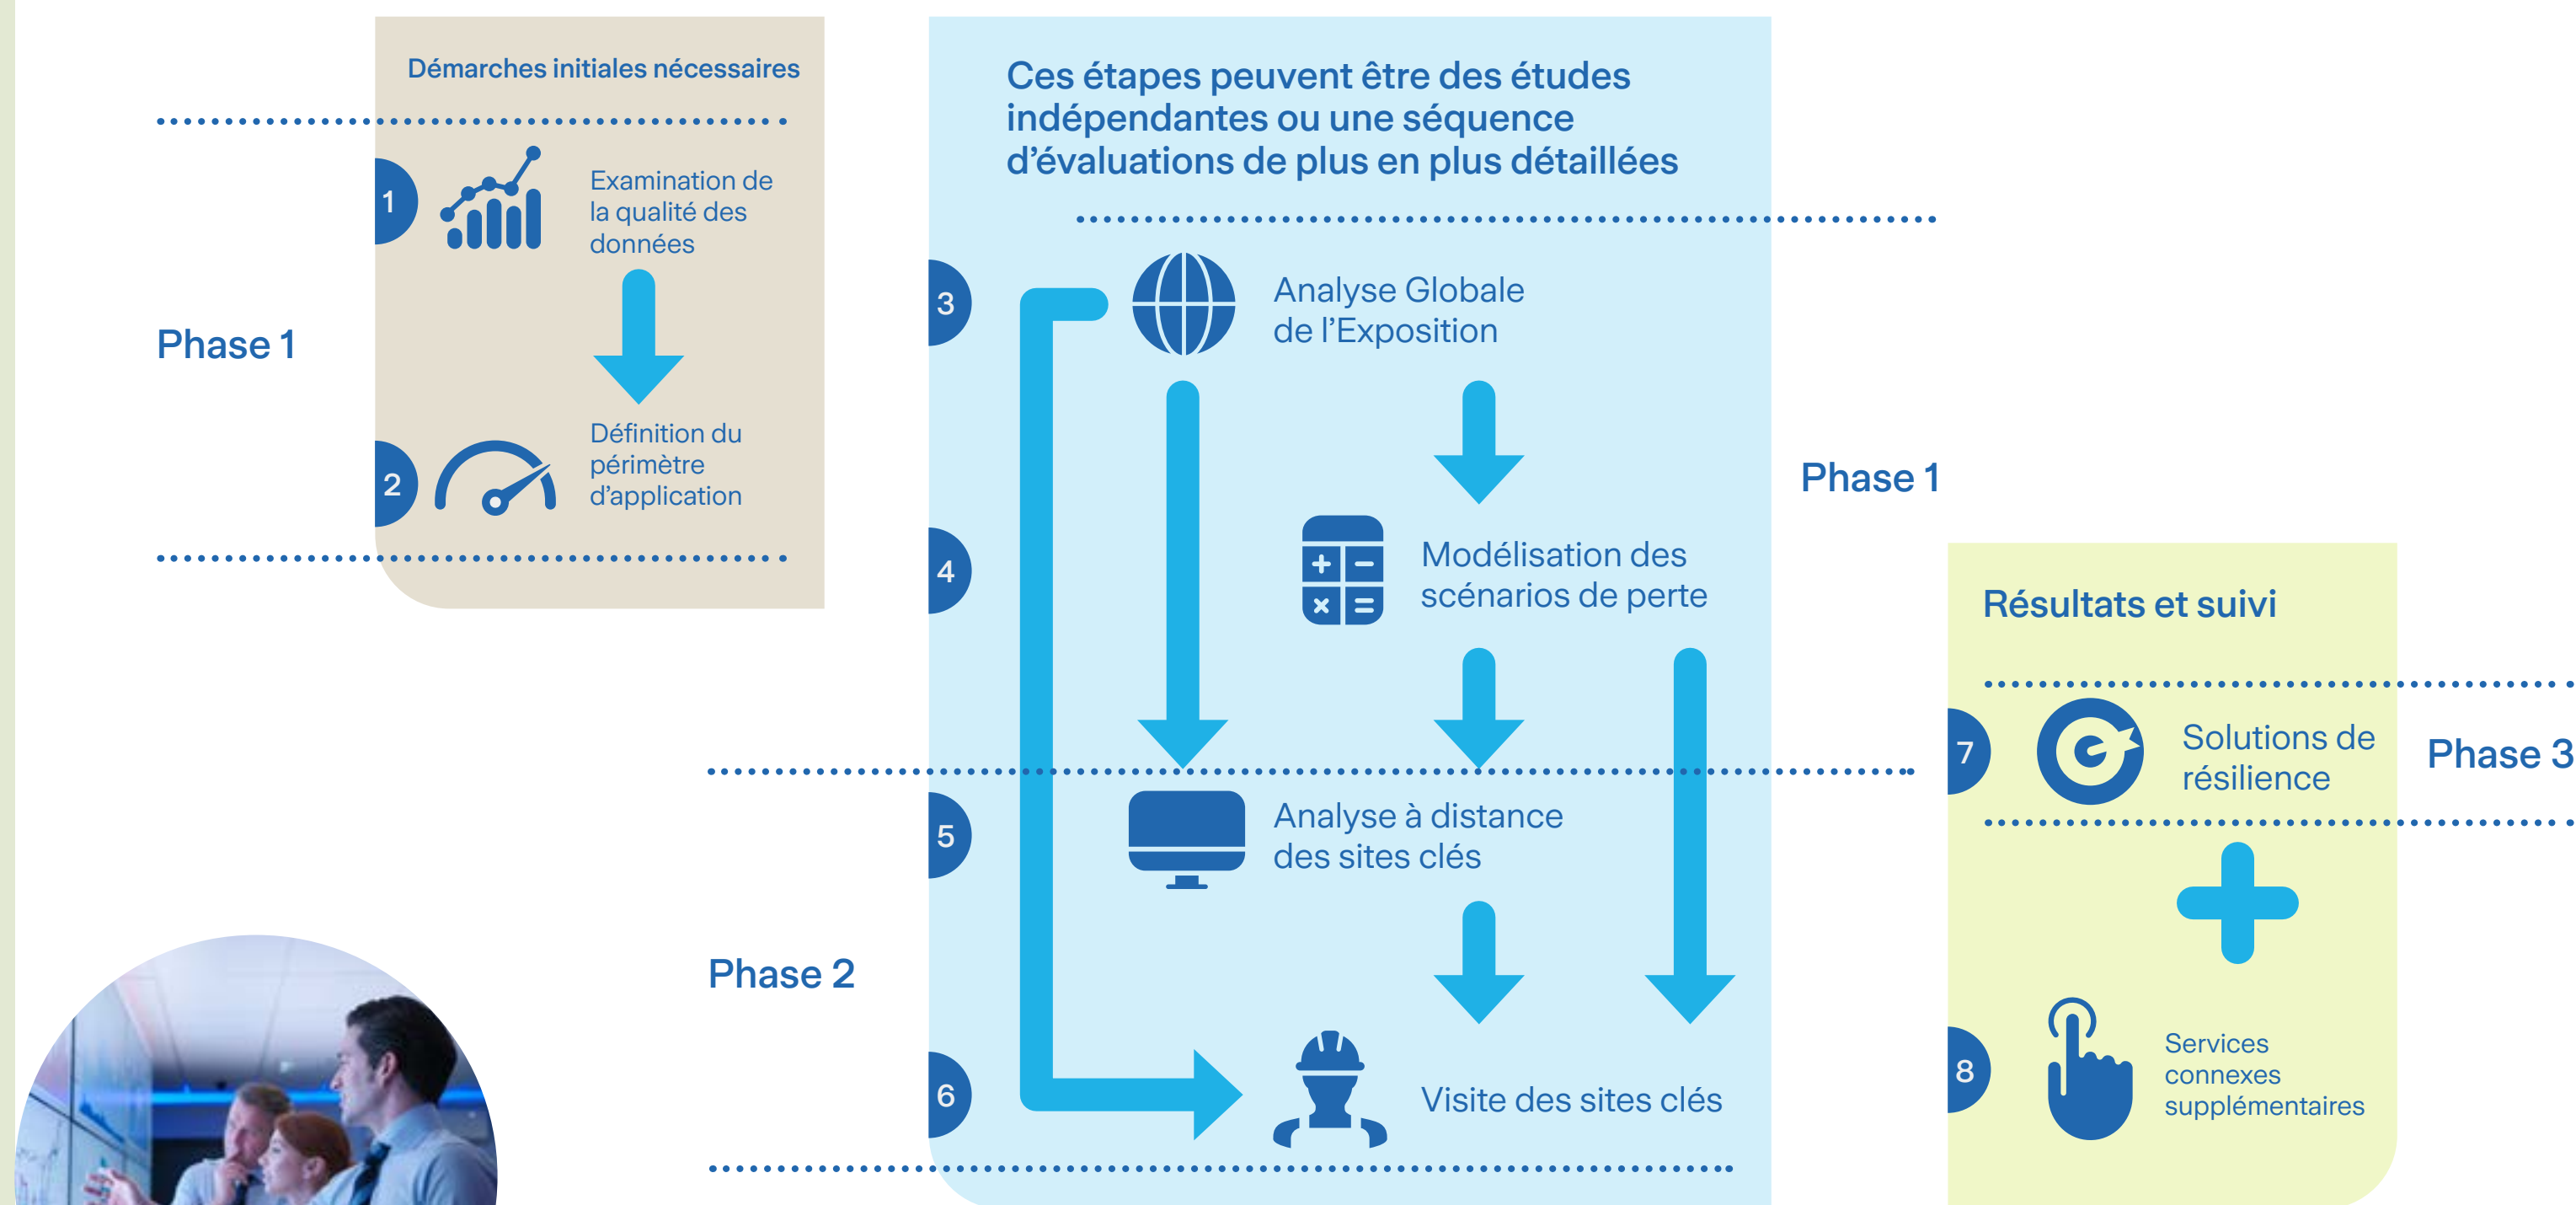 Démarches initiales nécessaires
Phase 1
1
Examination de
la qualité des
données
2
Définition du
périmètre
d'application
Ces étapes peuvent être des études
indépendantes ou une séquence
d'évaluations de plus en plus détaillées
3
Analyse Globale
de l'Exposition
Phase 1
4
Modélisation des
scénarios de perte
5
Analyse à distance
des sites clés
Phase 2
6
Visite des sites clés
Résultats et suivi
7
Solutions de
résilience
Phase 3
8
Services
connexes
supplémentaires